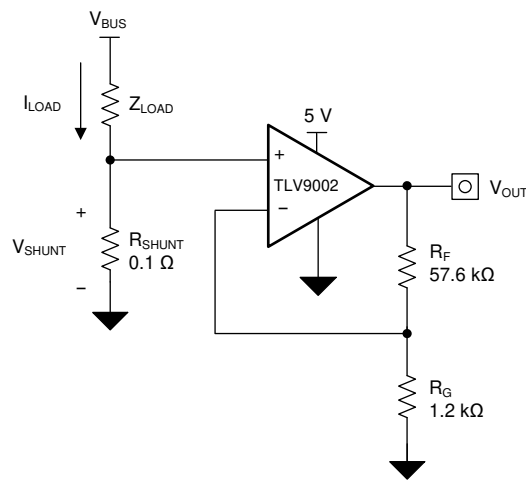 VBUS
ILOAD
ZLOAD
5 V
+
TLV9002
−
VOUT
+
VSHUNT
−
RSHUNT
0.1 Ω
RF
57.6 kΩ
RG
1.2 kΩ